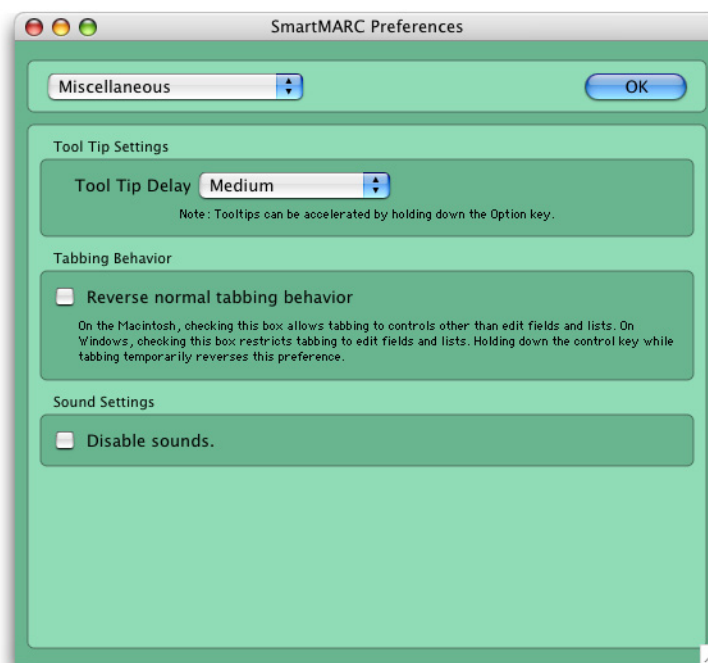 SmartMARC Preferences
Miscellaneous
OK
Tool Tip Settings
Tool Tip Delay Medium
Note: Tooltips can be accelerated by holding down the Option key.
Tabbing Behavior
Reverse normal tabbing behavior
On the Macintosh, checking this box allows tabbing to controls other than edit fields and lists. On
Windows, checking this box restricts tabbing to edit fields and lists. Holding down the control key while
tabbing temporarily reverses this preference.
Sound Settings
Disable sounds.